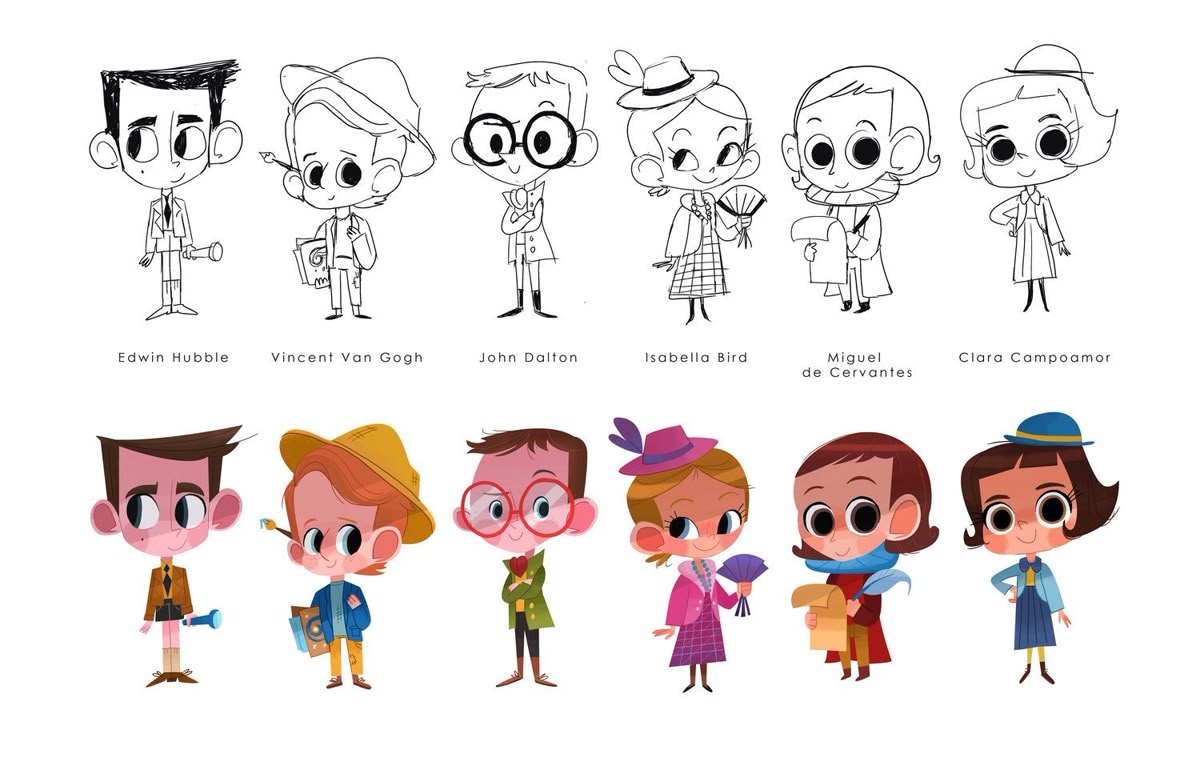 Edwin Hubble
Vincent Van Gogh
John Dalton
Isabella Bird
Miguel
de Cervantes
Clara Campoamor